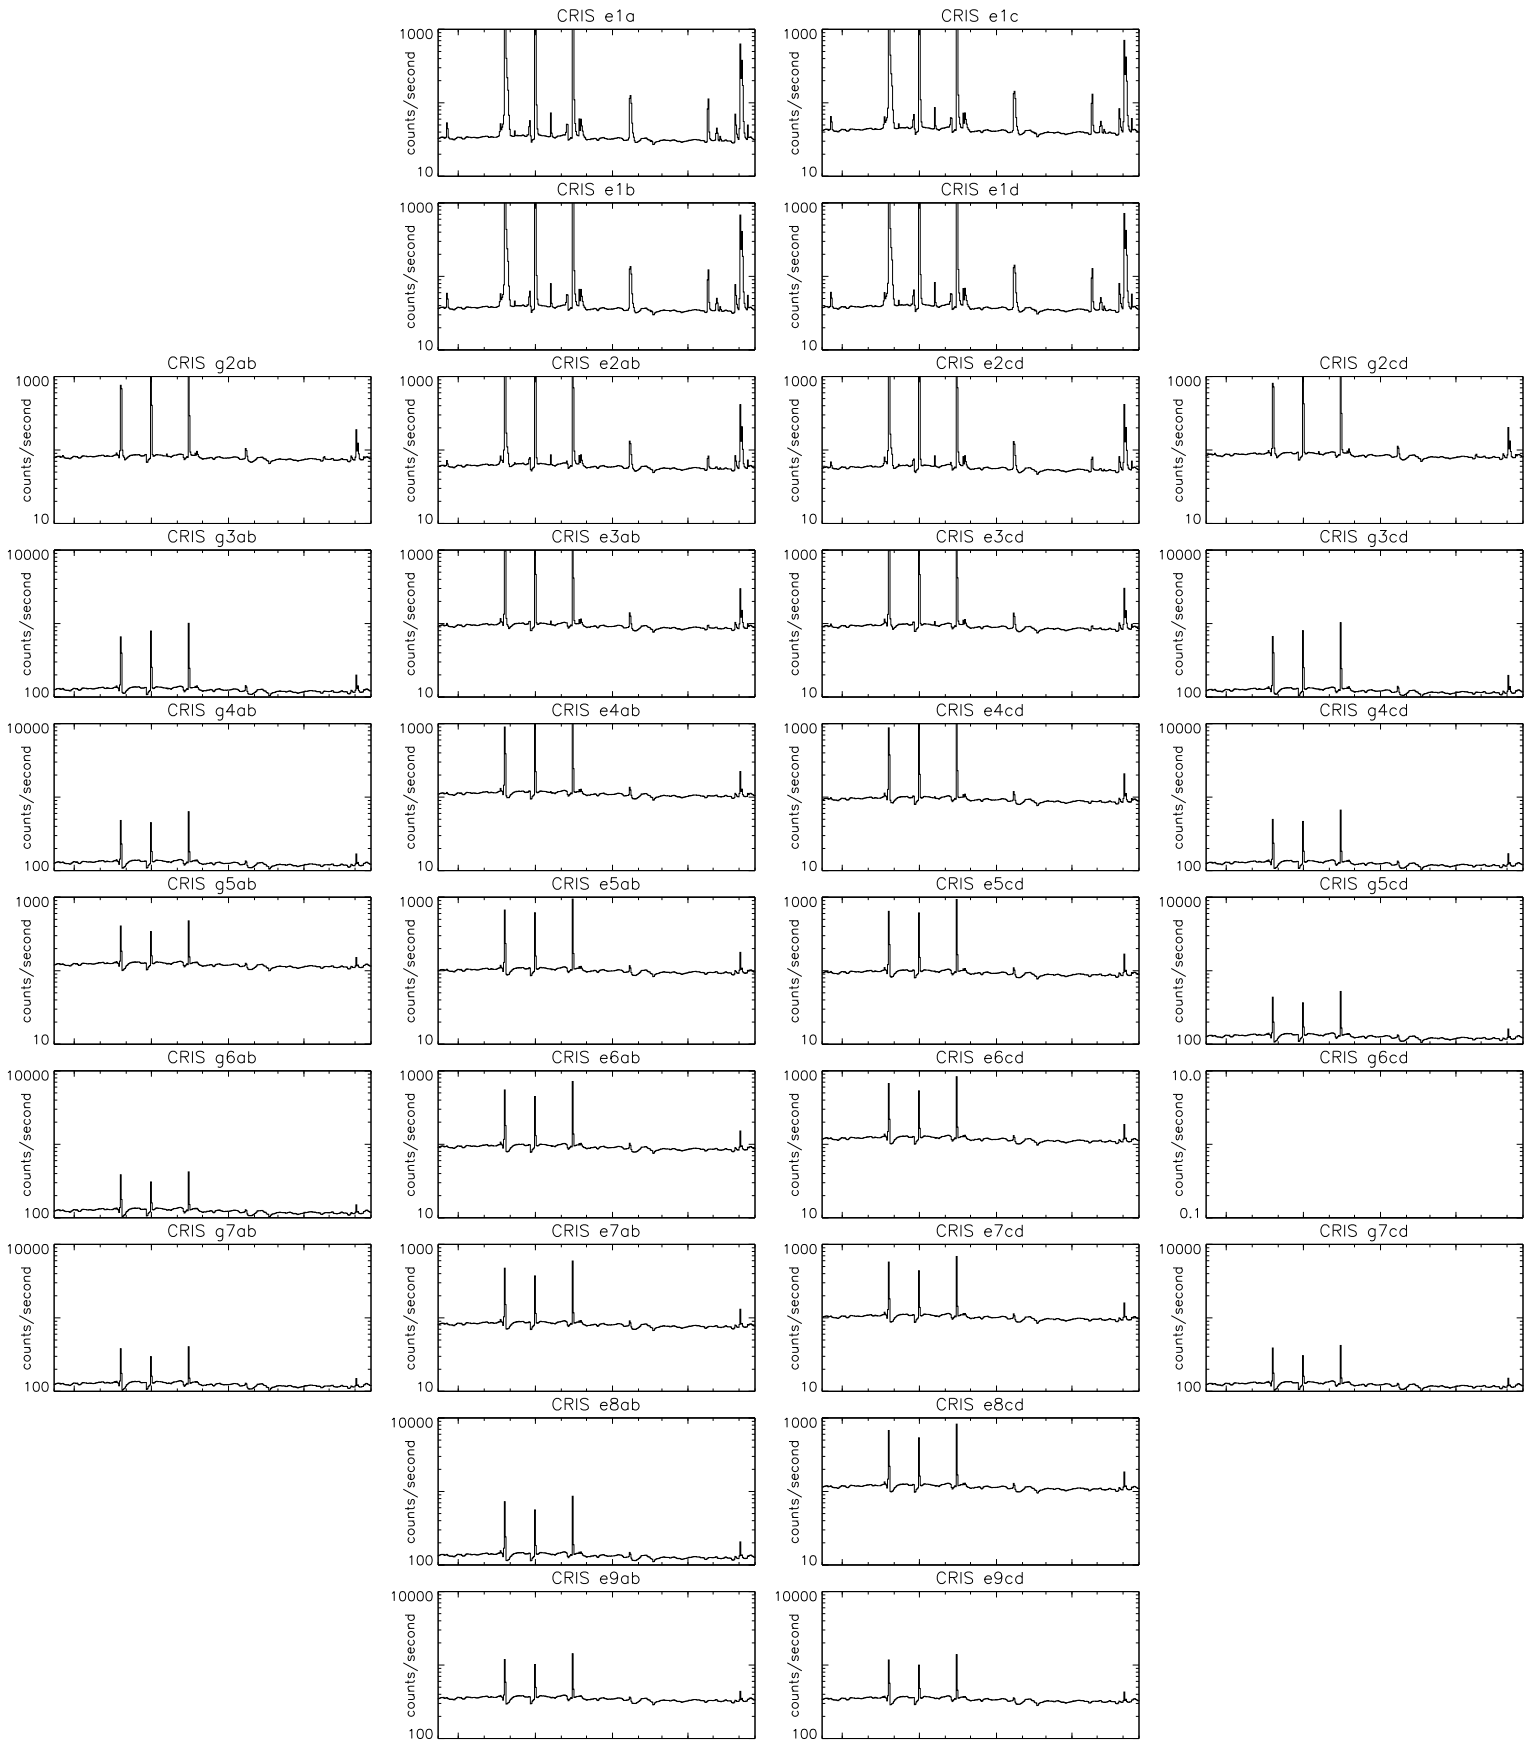 CRIS e1a
1000
counts/second
10
CRIS e1c
1000
counts/second
10
CRIS e1b
1000
counts/second
10
CRIS e1d
1000
counts/second
10
CRIS g2ab
1000
counts/second
10
CRIS e2ab
1000
counts/second
10
CRIS e2cd
1000
counts/second
10
CRIS g2cd
1000
counts/second
10
CRIS g3ab
10000
counts/second
100
CRIS e3ab
1000
counts/second
10
CRIS e3cd
1000
counts/second
10
CRIS g3cd
10000
counts/second
100
CRIS g4ab
10000
counts/second
100
CRIS e4ab
1000
counts/second
10
CRIS e4cd
1000
counts/second
10
CRIS g4cd
10000
counts/second
100
CRIS g5ab
1000
counts/second
10
CRIS e5ab
1000
counts/second
10
CRIS e5cd
1000
counts/second
10
CRIS g5cd
10000
counts/second
100
CRIS g6ab
10000
counts/second
100
CRIS e6ab
1000
counts/second
10
CRIS e6cd
1000
counts/second
10
CRIS g6cd
10.0
counts/second
0.1
CRIS g7ab
10000
counts/second
100
CRIS e7ab
1000
counts/second
10
CRIS e7cd
1000
counts/second
10
CRIS g7cd
10000
counts/second
100
CRIS e8ab
10000
counts/second
100
CRIS e8cd
1000
counts/second
10
CRIS e9ab
10000
counts/second
100
CRIS e9cd
10000
counts/second
100